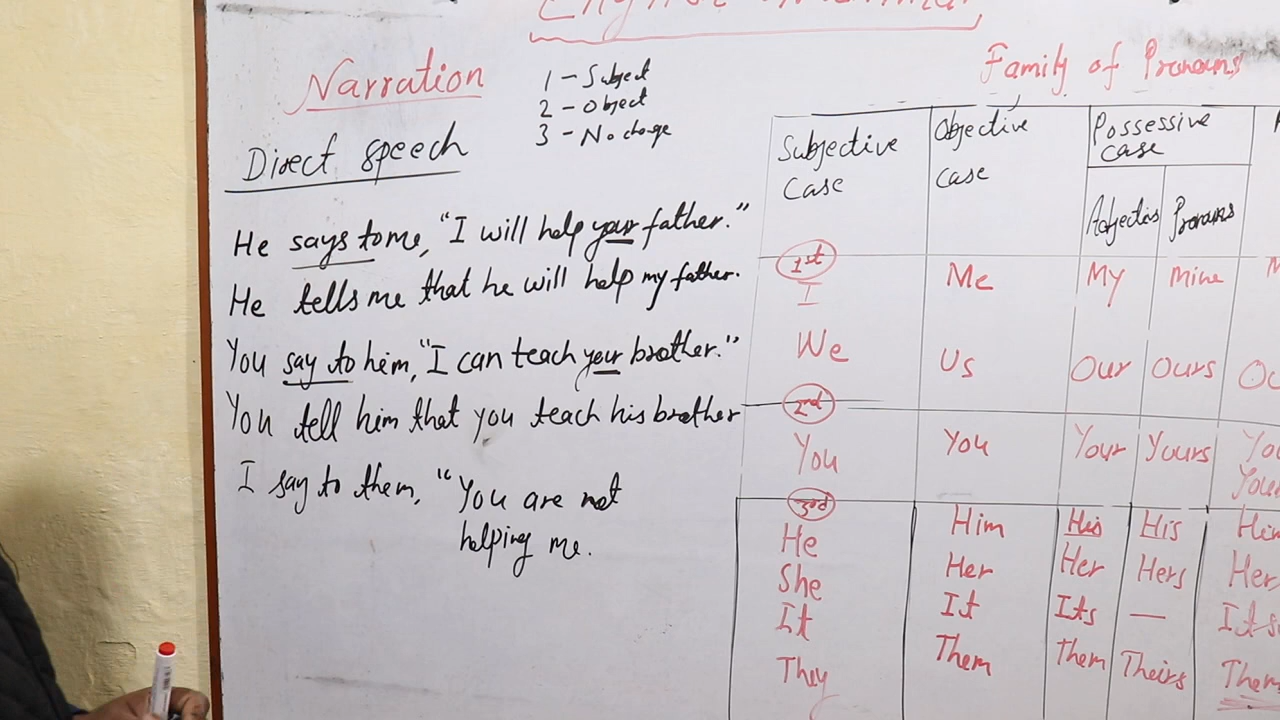 Narration
1 - Subject
2 - Object
3 - No change
Direct speech
He says to me, "I will help your father."
He tells me that he will help my father.
You say to him, "I can teach your brother."
You tell him that you teach his brother
I say to them, "You are not
helping me.
Family of Pronouns
Subjective Case
Objective Case
Possessive Case
Adjectives
Pronouns
1st
I Me My Mine
We Us Our Ours
2nd
You You Your Yours
3rd
He Him His His
She Her Her Hers
It It Its —
They Them Them Theirs